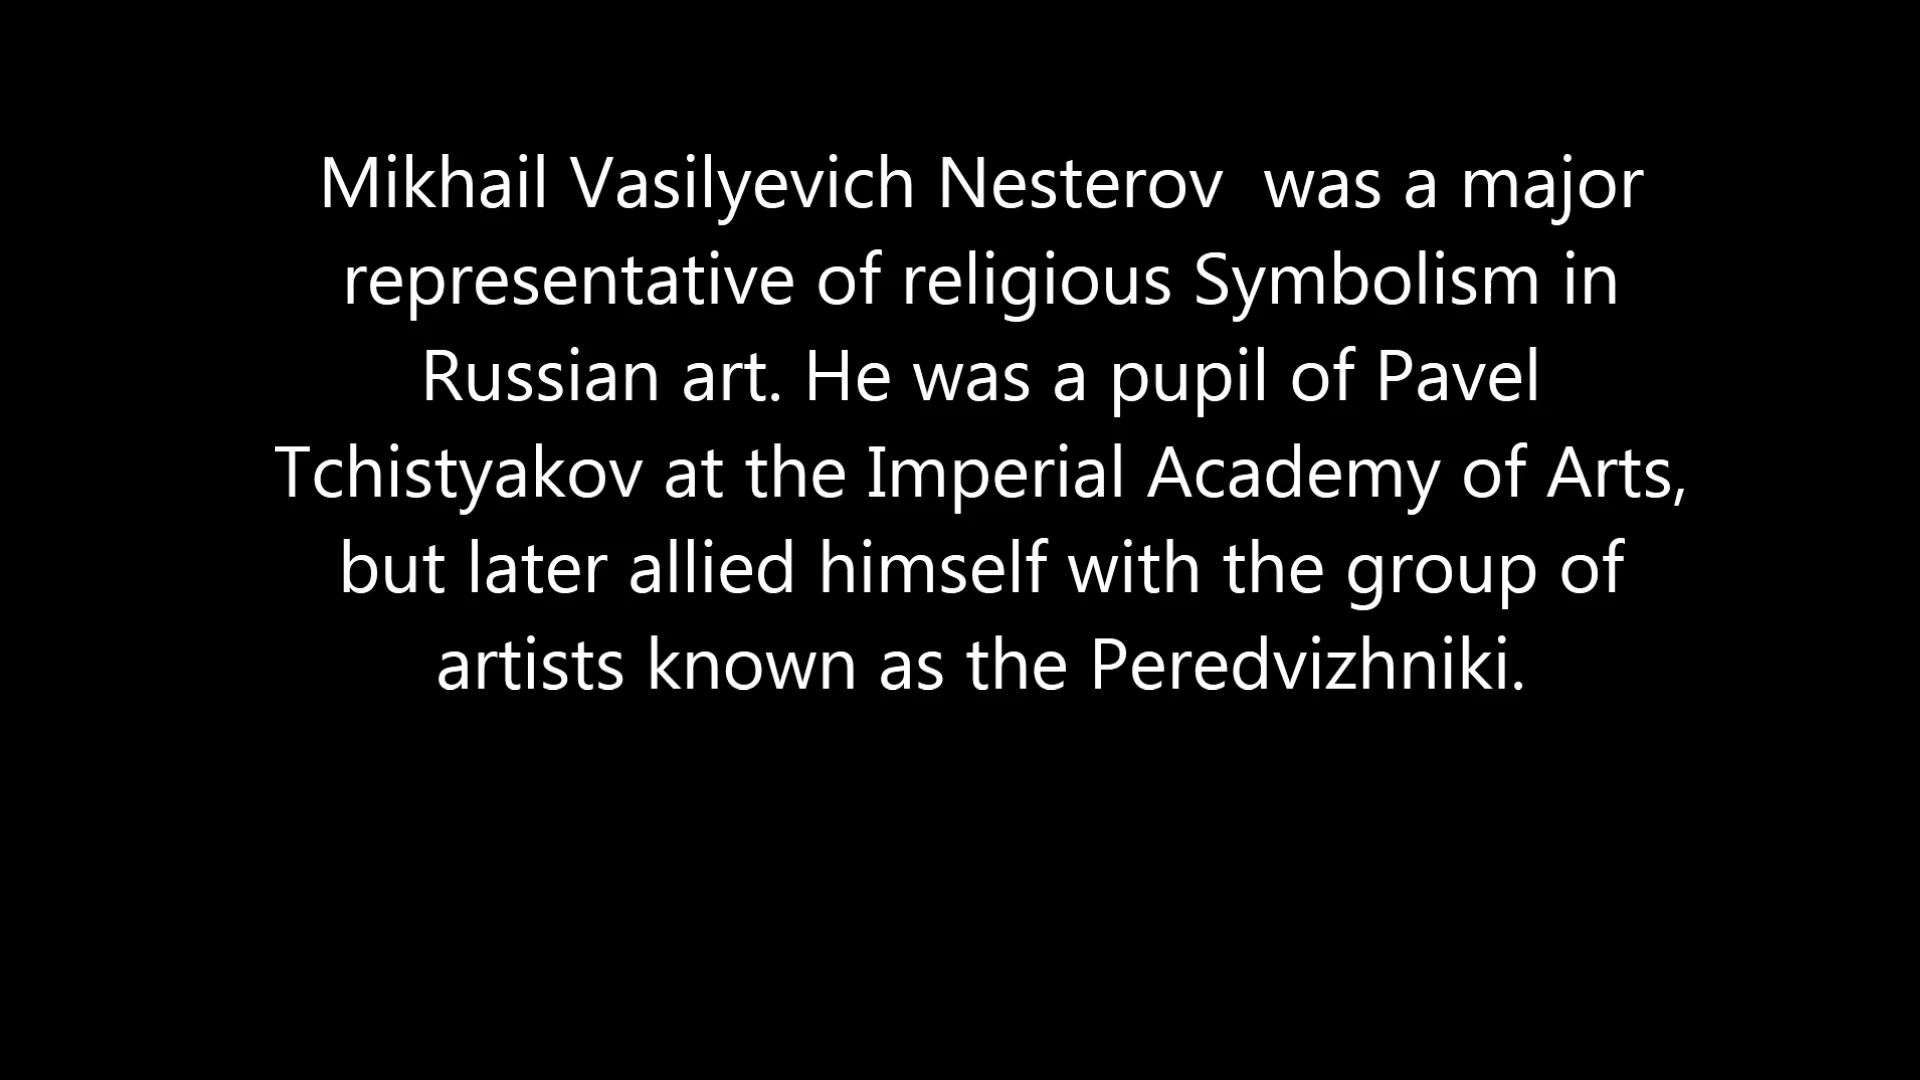 Mikhail Vasilyevich Nesterov  was a major
representative of religious Symbolism in
Russian art. He was a pupil of Pavel
Tchistyakov at the Imperial Academy of Arts,
but later allied himself with the group of
artists known as the Peredvizhniki.